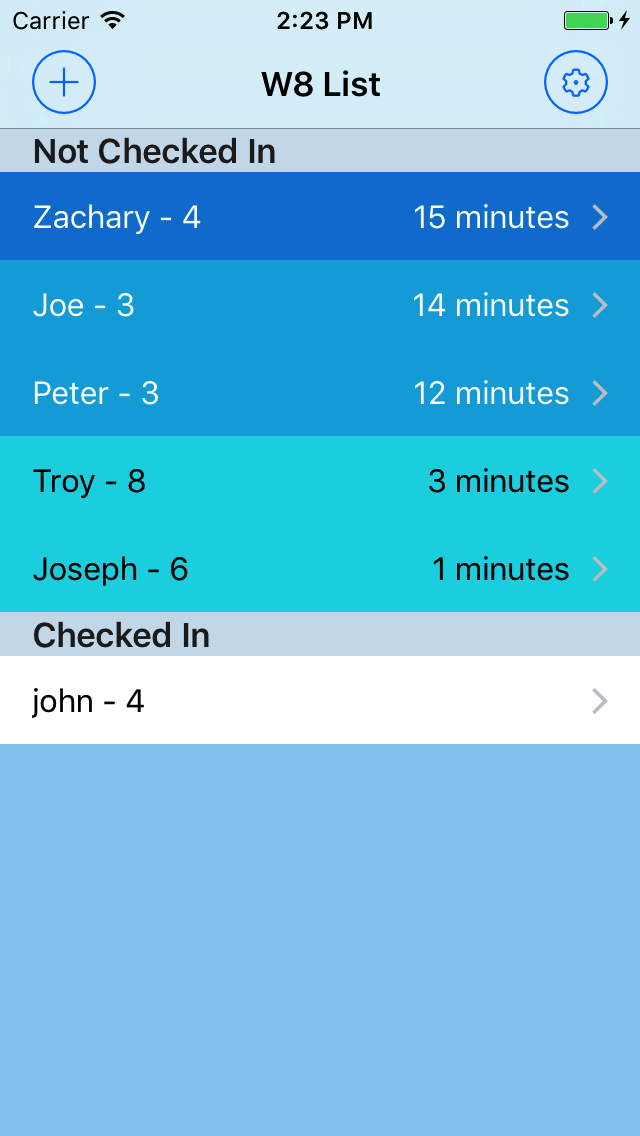 Carrier 2:23 PM
W8 List
Not Checked In
Zachary - 4 15 minutes
Joe - 3 14 minutes
Peter - 3 12 minutes
Troy - 8 3 minutes
Joseph - 6 1 minutes
Checked In
john - 4